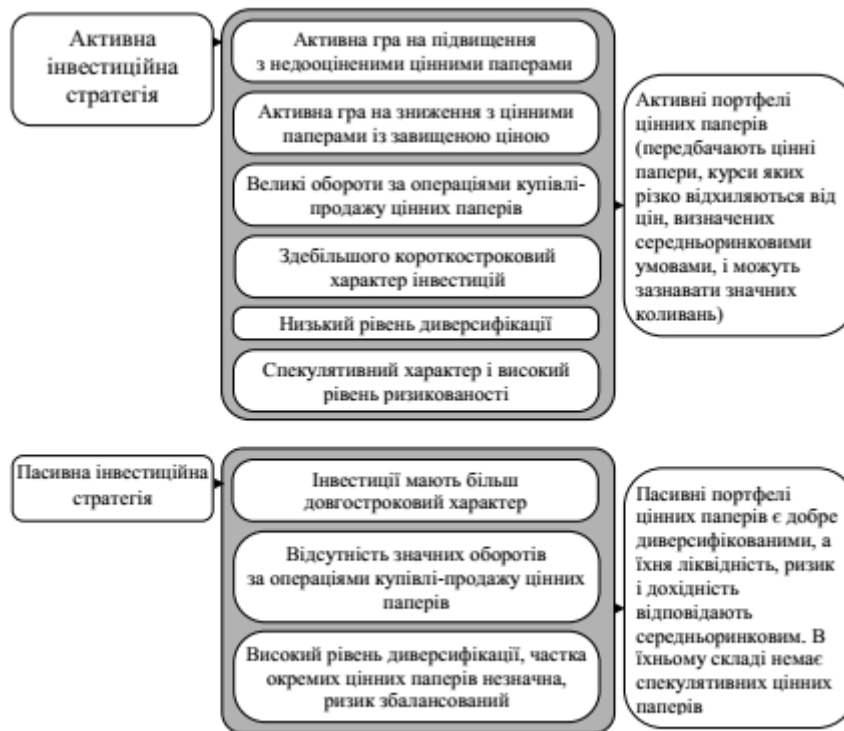 Активна
інвестиційна
стратегія
Активна гра на підвищення
з недооціненими цінними паперами
Активна гра на зниження з цінними
паперами із завищеною ціною
Великі обороти за операціями купівлі-
продажу цінних паперів
Здебільшого короткостроковий
характер інвестицій
Низький рівень диверсифікації
Спекулятивний характер і високий
рівень ризикованості
Активні портфелі
цінних паперів
(передбачають цінні
папери, курси яких
різко відхиляються від
цін, визначених
середньоринковими
умовами, і можуть
зазнавати значних
коливань)
Пасивна інвестиційна
стратегія
Інвестиції мають більш
довгостроковий характер
Відсутність значних оборотів
за операціями купівлі-продажу цінних
паперів
Високий рівень диверсифікації, частка
окремих цінних паперів незначна,
ризик збалансований
Пасивні портфелі
цінних паперів є добре
диверсифікованими, а
їхня ліквідність, ризик
і дохідність
відповідають
середньоринковим. В
їхньому складі немає
спекулятивних цінних
паперів